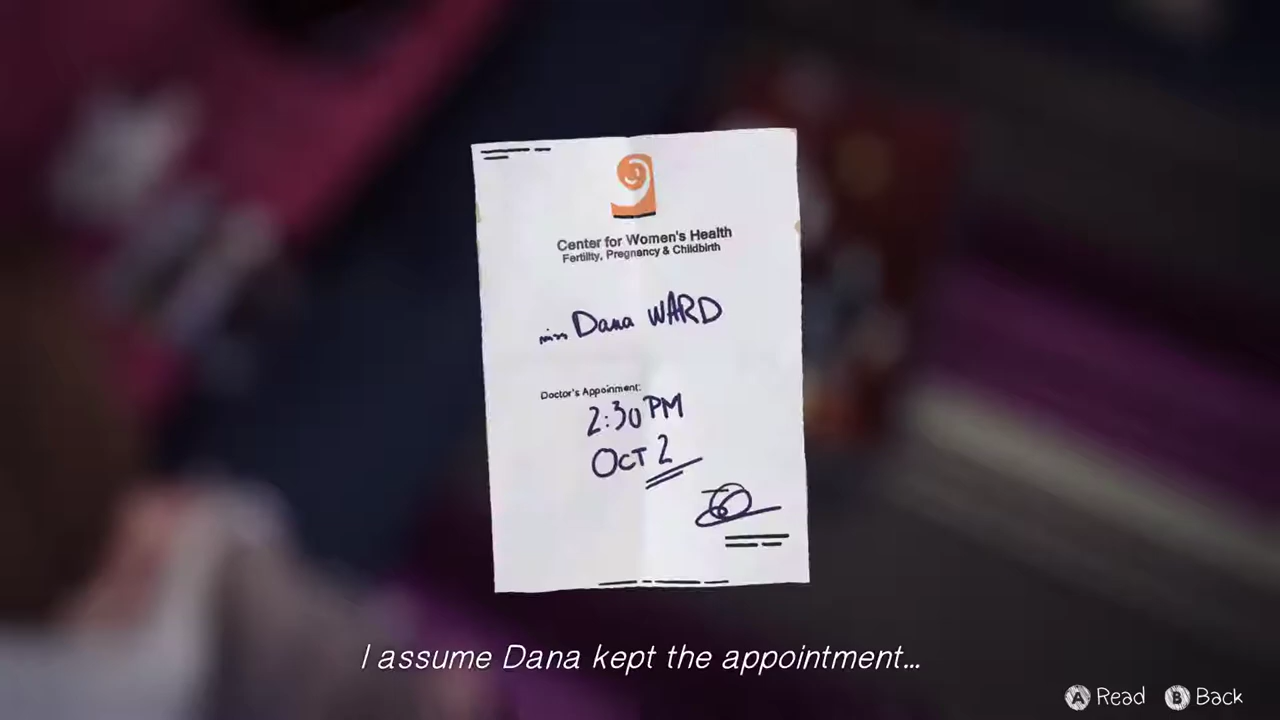 Center for Women's Health
Fertility, Pregnancy & Childbirth
miss Dana WARD
Doctor's Appointment:
2:30 PM
OCT 2
I assume Dana kept the appointment...
A Read B Back